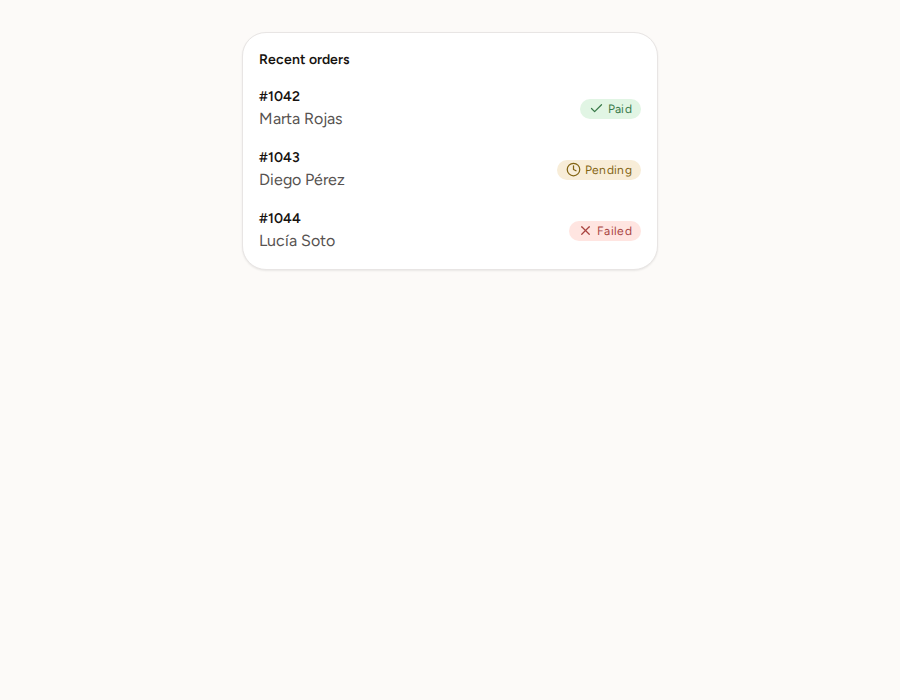 Recent orders
#1042
Marta Rojas
Paid
#1043
Diego Pérez
Pending
#1044
Lucía Soto
Failed